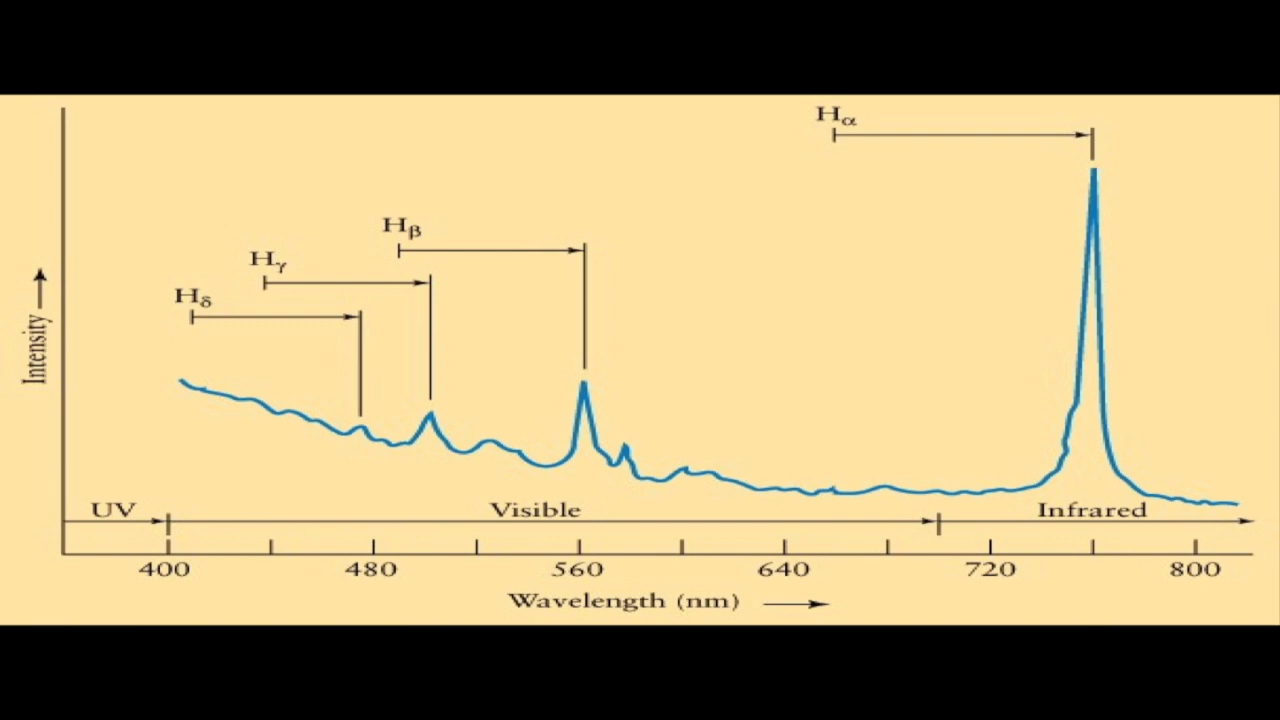 Hα
Hβ
Hγ
Hδ
Intensity
UV
Visible
Infrared
400 480 560 640 720 800
Wavelength (nm)